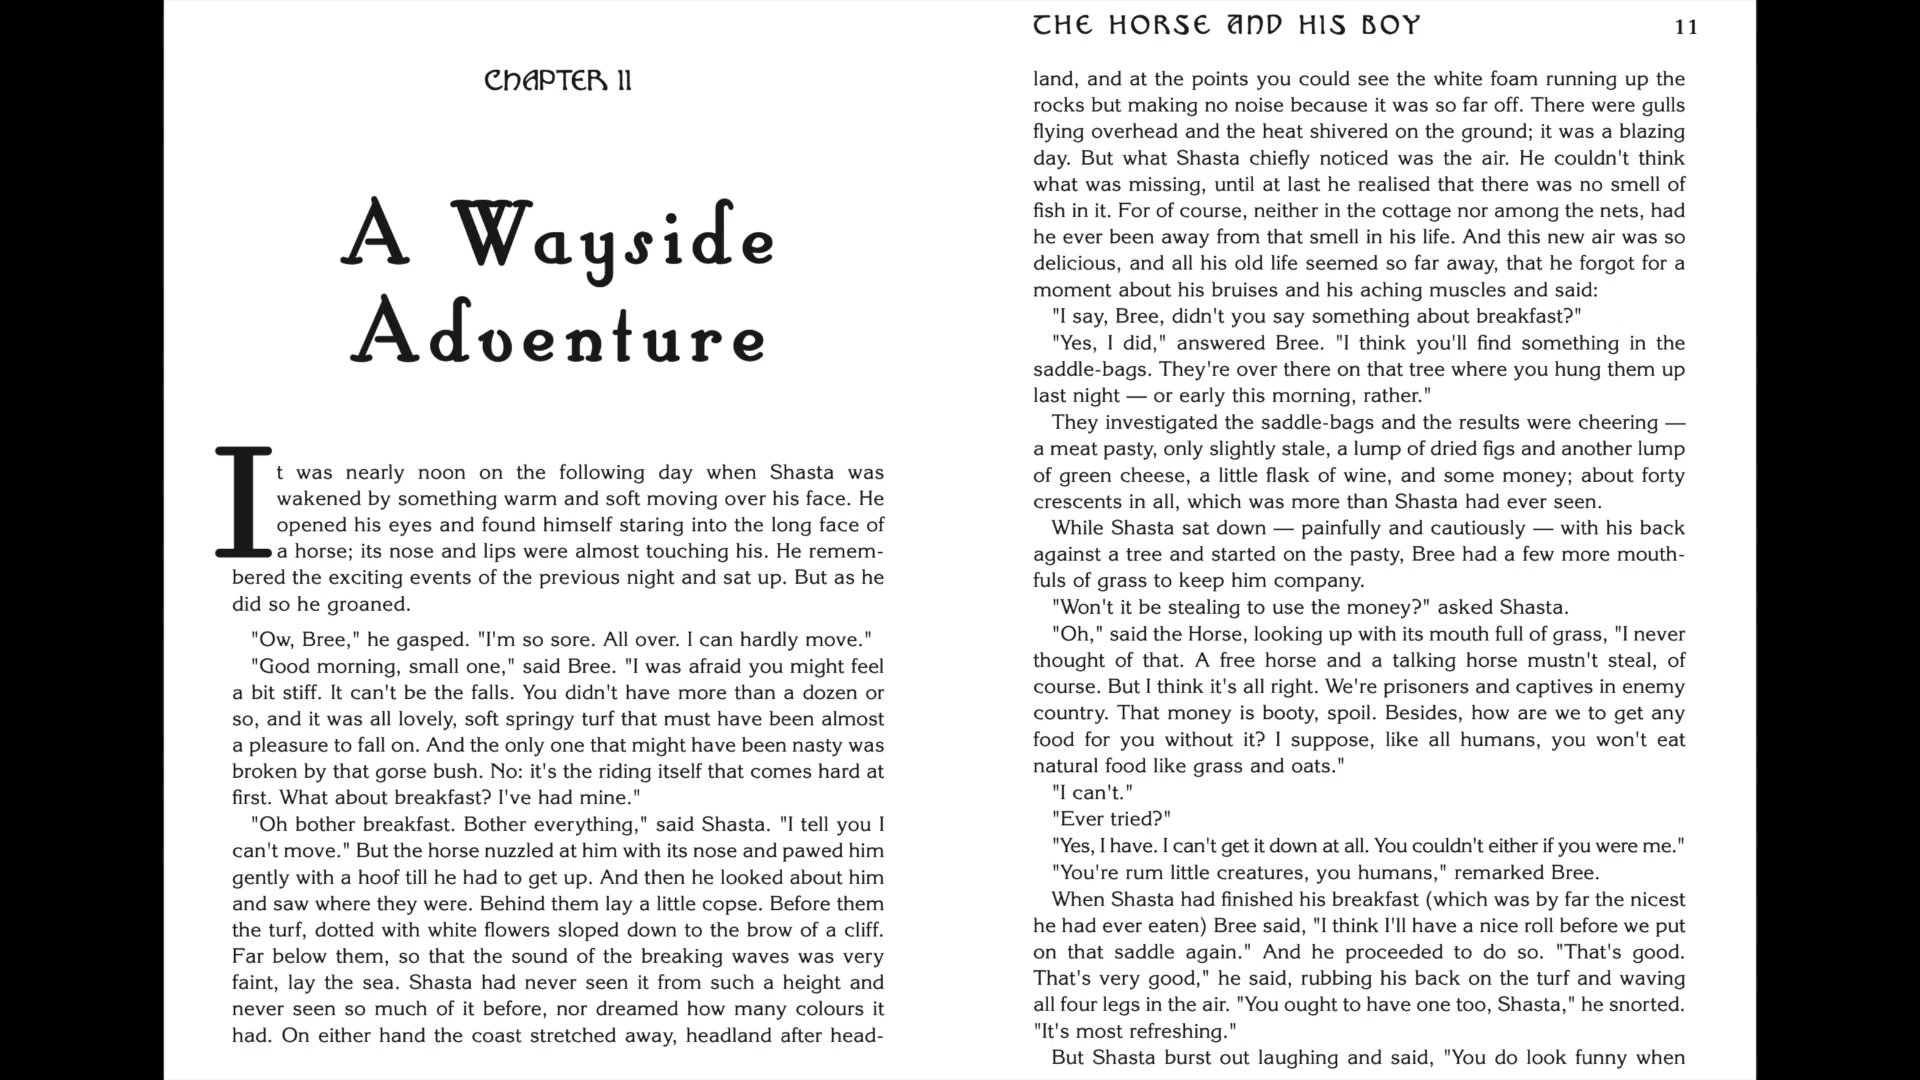 CHAPTER II
A Wayside
Adventure
It was nearly noon on the following day when Shasta was
wakened by something warm and soft moving over his face. He
opened his eyes and found himself staring into the long face of
a horse; its nose and lips were almost touching his. He remem-
bered the exciting events of the previous night and sat up. But as he
did so he groaned.
"Ow, Bree," he gasped. "I'm so sore. All over. I can hardly move."
"Good morning, small one," said Bree. "I was afraid you might feel
a bit stiff. It can't be the falls. You didn't have more than a dozen or
so, and it was all lovely, soft springy turf that must have been almost
a pleasure to fall on. And the only one that might have been nasty was
broken by that gorse bush. No: it's the riding itself that comes hard at
first. What about breakfast? I've had mine."
"Oh bother breakfast. Bother everything," said Shasta. "I tell you I
can't move." But the horse nuzzled at him with its nose and pawed him
gently with a hoof till he had to get up. And then he looked about him
and saw where they were. Behind them lay a little copse. Before them
the turf, dotted with white flowers sloped down to the brow of a cliff.
Far below them, so that the sound of the breaking waves was very
faint, lay the sea. Shasta had never seen it from such a height and
never seen so much of it before, nor dreamed how many colours it
had. On either hand the coast stretched away, headland after head-
THE HORSE AND HIS BOY 11
land, and at the points you could see the white foam running up the
rocks but making no noise because it was so far off. There were gulls
flying overhead and the heat shivered on the ground; it was a blazing
day. But what Shasta chiefly noticed was the air. He couldn't think
what was missing, until at last he realised that there was no smell of
fish in it. For of course, neither in the cottage nor among the nets, had
he ever been away from that smell in his life. And this new air was so
delicious, and all his old life seemed so far away, that he forgot for a
moment about his bruises and his aching muscles and said:
"I say, Bree, didn't you say something about breakfast?"
"Yes, I did," answered Bree. "I think you'll find something in the
saddle-bags. They're over there on that tree where you hung them up
last night — or early this morning, rather."
They investigated the saddle-bags and the results were cheering —
a meat pasty, only slightly stale, a lump of dried figs and another lump
of green cheese, a little flask of wine, and some money; about forty
crescents in all, which was more than Shasta had ever seen.
While Shasta sat down — painfully and cautiously — with his back
against a tree and started on the pasty, Bree had a few more mouth-
fuls of grass to keep him company.
"Won't it be stealing to use the money?" asked Shasta.
"Oh," said the Horse, looking up with its mouth full of grass, "I never
thought of that. A free horse and a talking horse mustn't steal, of
course. But I think it's all right. We're prisoners and captives in enemy
country. That money is booty, spoil. Besides, how are we to get any
food for you without it? I suppose, like all humans, you won't eat
natural food like grass and oats."
"I can't."
"Ever tried?"
"Yes, I have. I can't get it down at all. You couldn't either if you were me."
"You're rum little creatures, you humans," remarked Bree.
When Shasta had finished his breakfast (which was by far the nicest
he had ever eaten) Bree said, "I think I'll have a nice roll before we put
on that saddle again." And he proceeded to do so. "That's good.
That's very good," he said, rubbing his back on the turf and waving
all four legs in the air. "You ought to have one too, Shasta," he snorted.
"It's most refreshing."
But Shasta burst out laughing and said, "You do look funny when